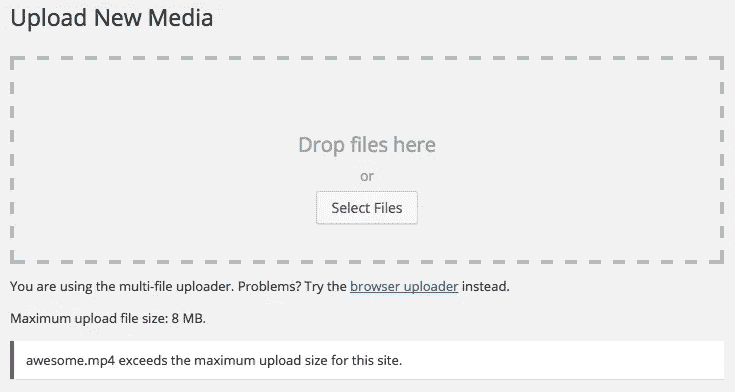 Upload New Media
Drop files here
or
Select Files
You are using the multi-file uploader. Problems? Try the browser uploader instead.
Maximum upload file size: 8 MB.
awesome.mp4 exceeds the maximum upload size for this site.